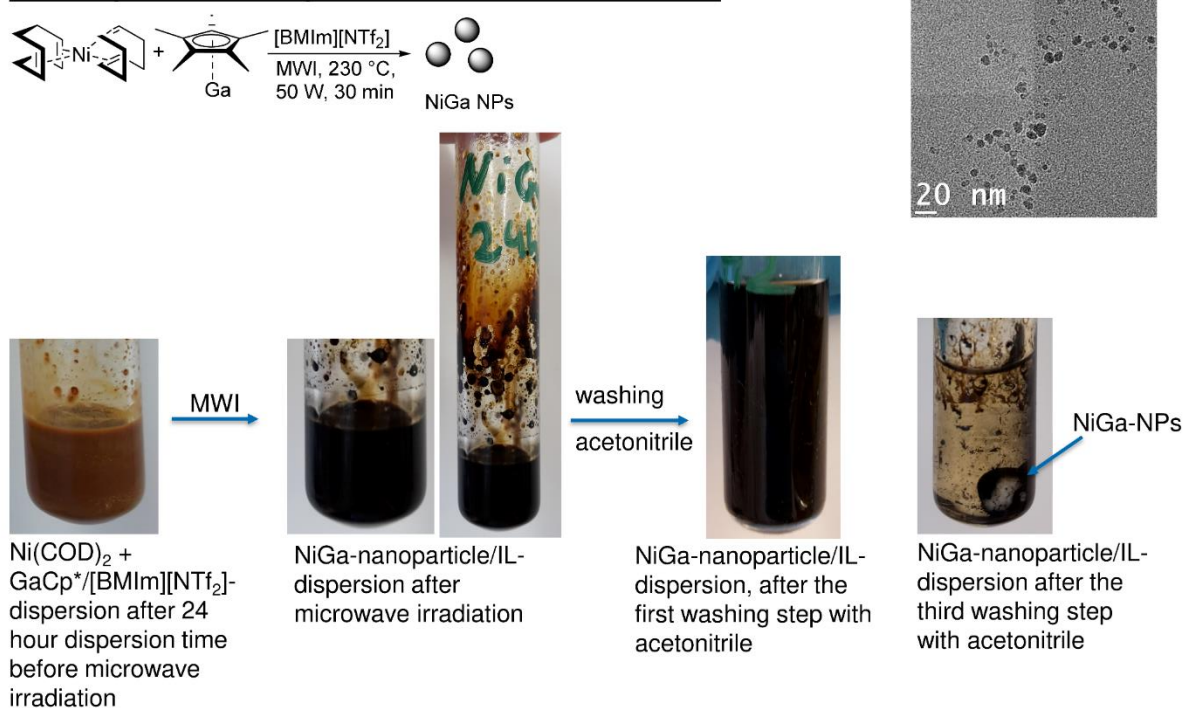 Ni
+
Ga
[BMIm][NTf₂]
MWI, 230 °C,
50 W, 30 min
NiGa NPs
20 nm
NiG
24h
MWI
washing
acetonitrile
NiGa-NPs
Ni(COD)₂ +
GaCp*/[BMIm][NTf₂]-
dispersion after 24
hour dispersion time
before microwave
irradiation
NiGa-nanoparticle/IL-
dispersion after
microwave irradiation
NiGa-nanoparticle/IL-
dispersion, after the
first washing step with
acetonitrile
NiGa-nanoparticle/IL-
dispersion after the
third washing step
with acetonitrile